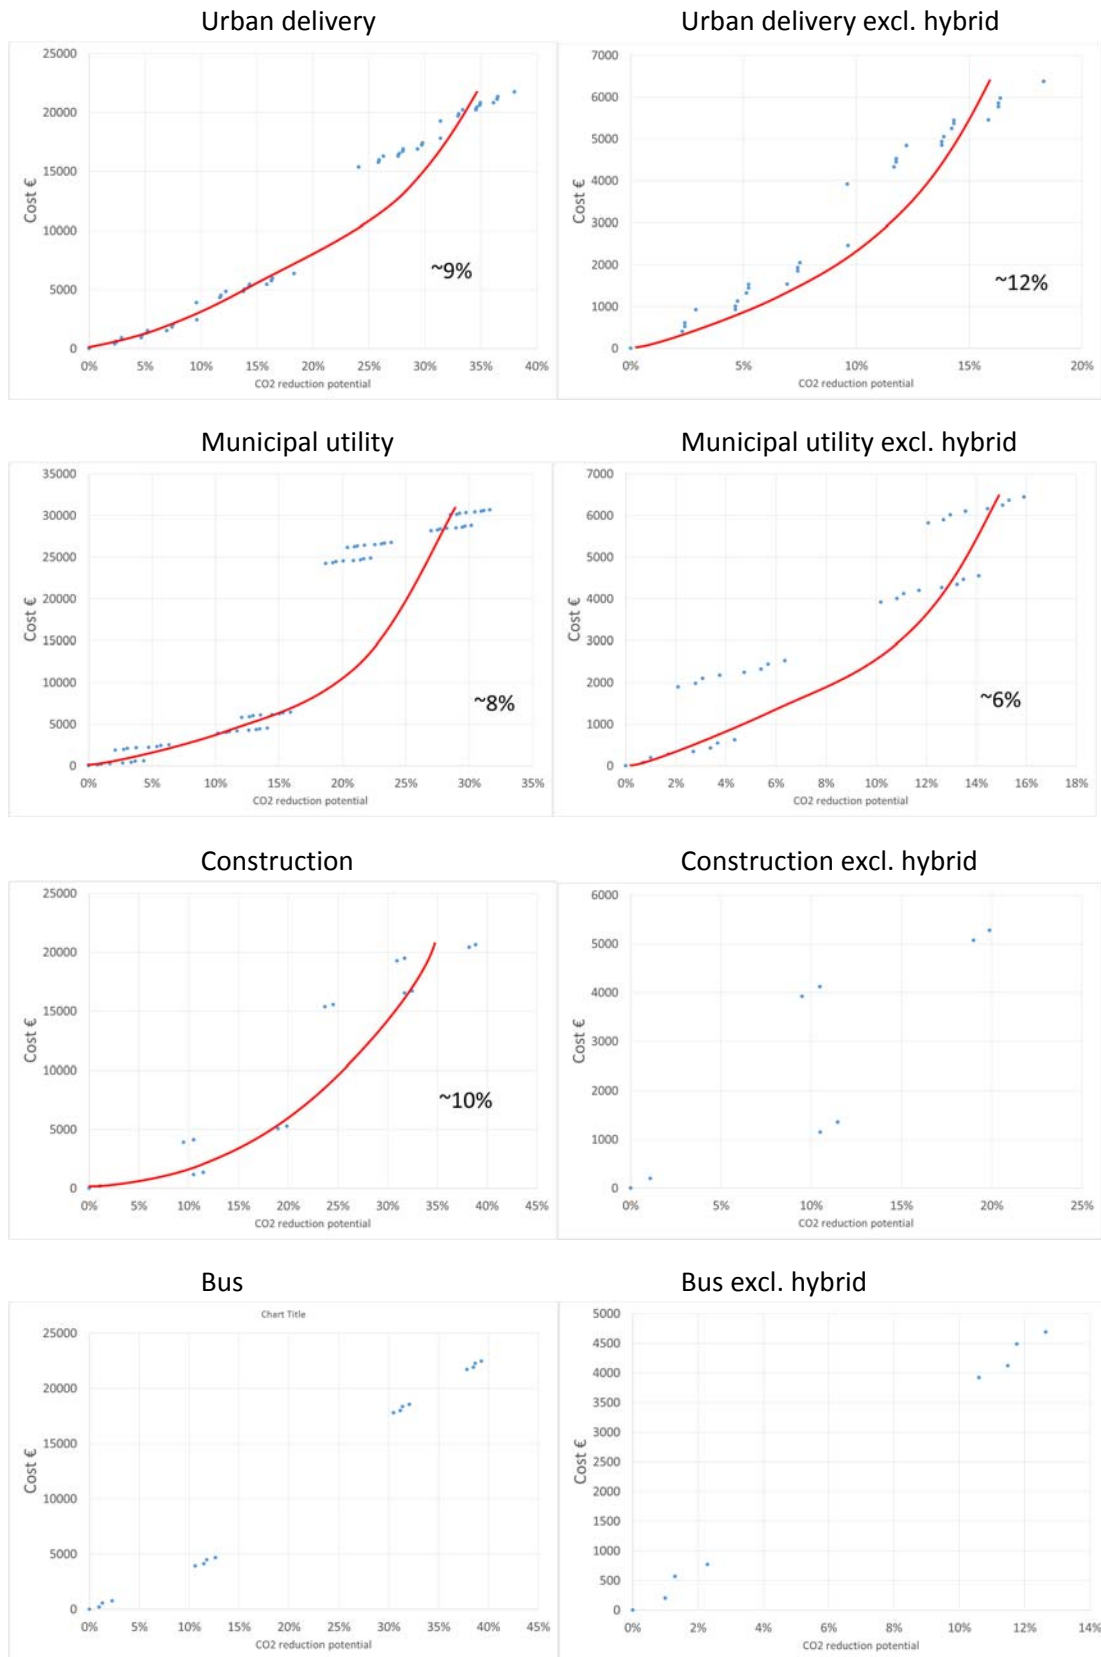 Urban delivery
Urban delivery excl. hybrid
25000
20000
15000
10000
5000
0
Cost €
~9%
0% 5% 10% 15% 20% 25% 30% 35% 40%
CO2 reduction potential
7000
6000
5000
4000
3000
2000
1000
0
Cost €
~12%
0% 5% 10% 15% 20%
CO2 reduction potential
Municipal utility
Municipal utility excl. hybrid
35000
30000
25000
20000
15000
10000
5000
0
Cost €
~8%
0% 5% 10% 15% 20% 25% 30% 35%
CO2 reduction potential
7000
6000
5000
4000
3000
2000
1000
0
Cost €
~6%
0% 2% 4% 6% 8% 10% 12% 14% 16% 18%
CO2 reduction potential
Construction
Construction excl. hybrid
25000
20000
15000
10000
5000
0
Cost €
~10%
0% 5% 10% 15% 20% 25% 30% 35% 40% 45%
CO2 reduction potential
6000
5000
4000
3000
2000
1000
0
Cost €
0% 5% 10% 15% 20% 25%
CO2 reduction potential
Bus
Bus excl. hybrid
Chart Title
25000
20000
15000
10000
5000
0
Cost €
0% 5% 10% 15% 20% 25% 30% 35% 40% 45%
CO2 reduction potential
5000
4500
4000
3500
3000
2500
2000
1500
1000
500
0
Cost €
0% 2% 4% 6% 8% 10% 12% 14%
CO2 reduction potential